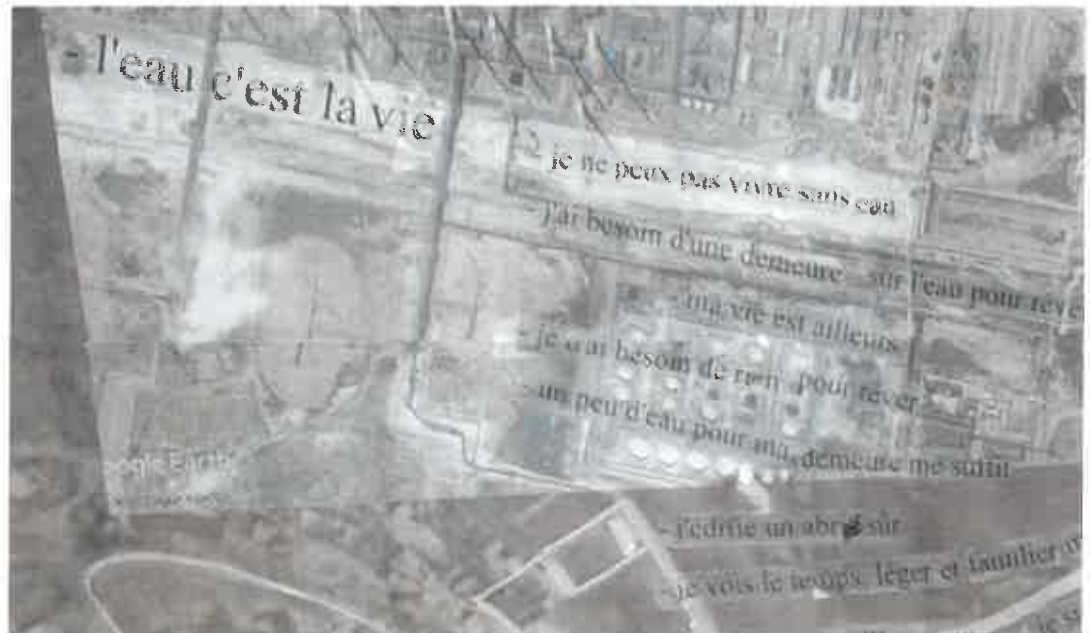 - l'eau c'est la vie
- je ne peux pas vivre sans eau
- j'ai besoin d'une demeure sur l'eau pour rêve
- ma vie est ailleurs
- je n'ai besoin de rien pour rêver
- un peu d'eau pour ma demeure me suffit
- j'édifie un abri sûr
- je vois le temps léger et familier